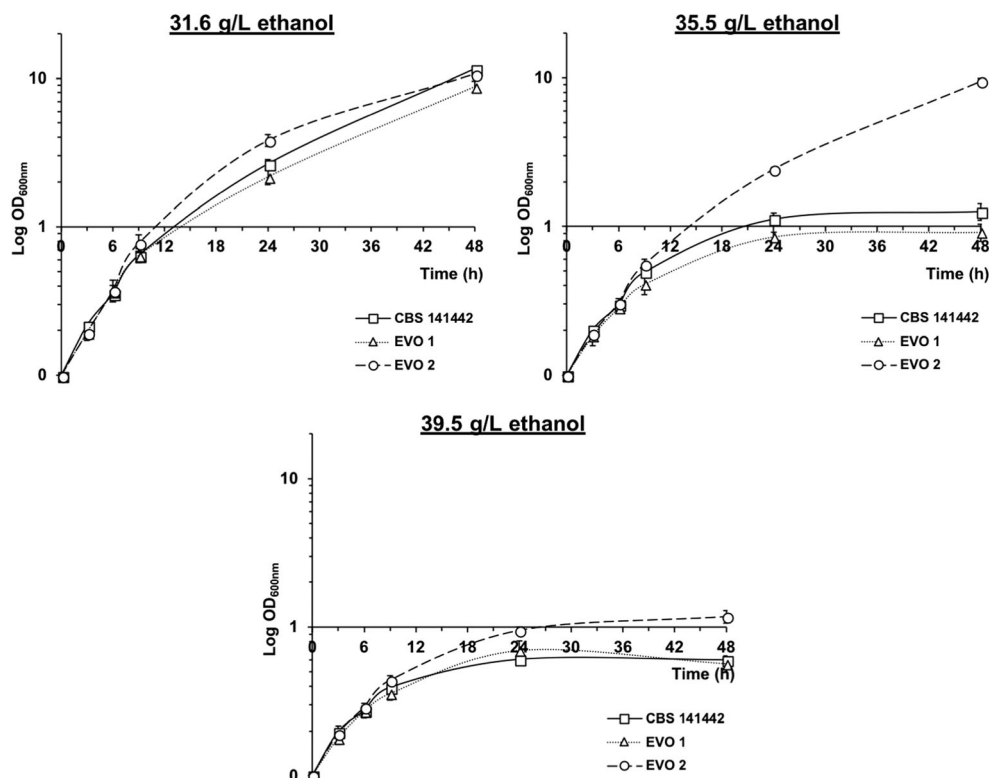 31.6 g/L ethanol
Log OD600nm
10
1
0
0 6 12 18 24 30 36 42 48
Time (h)
CBS 141442
EVO 1
EVO 2
35.5 g/L ethanol
Log OD600nm
10
1
0
0 6 12 18 24 30 36 42 48
Time (h)
CBS 141442
EVO 1
EVO 2
39.5 g/L ethanol
Log OD600nm
10
1
0
0 6 12 18 24 30 36 42 48
Time (h)
CBS 141442
EVO 1
EVO 2